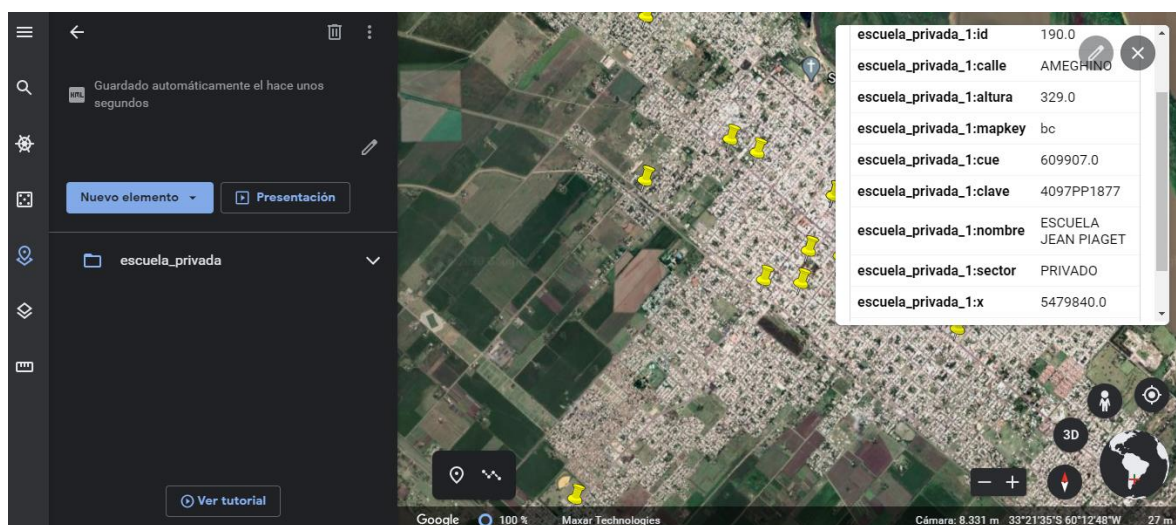 Guardado automáticamente el hace unos
segundos
KML
Nuevo elemento
Presentación
escuela_privada
Ver tutorial
S
escuela_privada_1:id 190.0
escuela_privada_1:calle AMEGHINO
escuela_privada_1:altura 329.0
escuela_privada_1:mapkey bc
escuela_privada_1:cue 609907.0
escuela_privada_1:clave 4097PP1877
escuela_privada_1:nombre ESCUELA
JEAN PIAGET
escuela_privada_1:sector PRIVADO
escuela_privada_1:x 5479840.0
3D
Google 100 % Maxar Technologies Cámara: 8.331 m 33°21'35"S 60°12'48"W 27